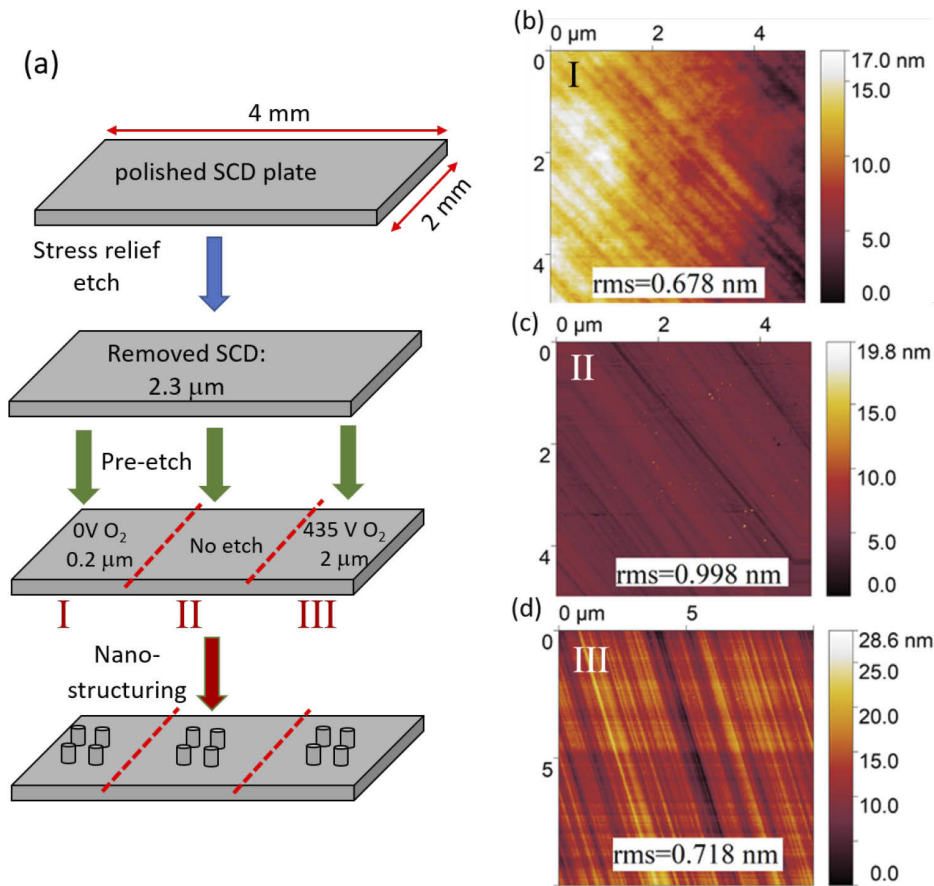 (a)
4 mm
polished SCD plate
2 mm
Stress relief
etch
Removed SCD:
2.3 μm
Pre-etch
0V O₂
0.2 μm
No etch
435 V O₂
2 μm
I
II
III
Nano-
structuring
(b)
0 μm 2 4
0
2
4
I
rms=0.678 nm
17.0 nm
15.0
10.0
5.0
0.0
(c)
0 μm 2 4
0
2
4
II
rms=0.998 nm
19.8 nm
15.0
10.0
5.0
0.0
(d)
0 μm 5
0
5
III
rms=0.718 nm
28.6 nm
25.0
20.0
15.0
10.0
5.0
0.0